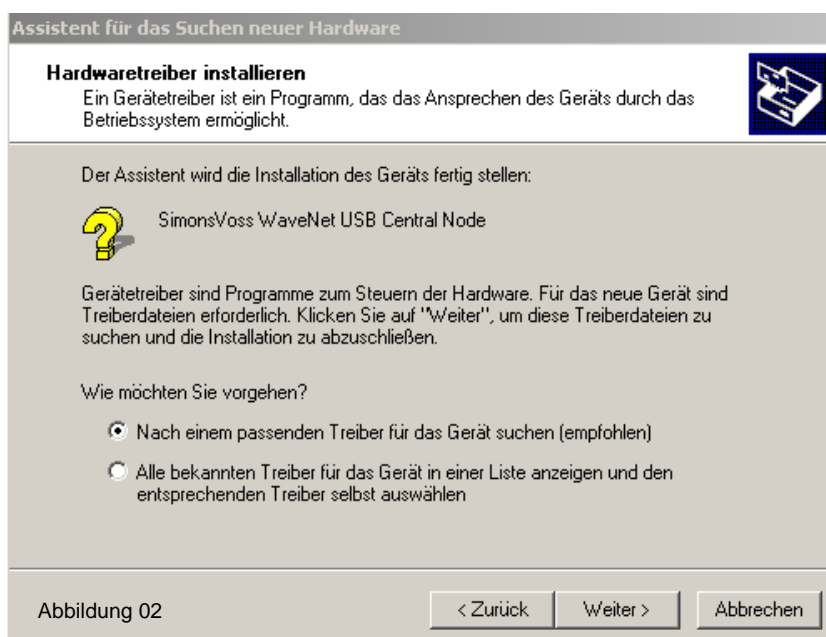 Assistent für das Suchen neuer Hardware
Hardwaretreiber installieren
Ein Gerätetreiber ist ein Programm, das das Ansprechen des Geräts durch das
Betriebssystem ermöglicht.
Der Assistent wird die Installation des Geräts fertig stellen:
SimonsVoss WaveNet USB Central Node
Gerätetreiber sind Programme zum Steuern der Hardware. Für das neue Gerät sind
Treiberdateien erforderlich. Klicken Sie auf "Weiter", um diese Treiberdateien zu
suchen und die Installation zu abzuschließen.
Wie möchten Sie vorgehen?
Nach einem passenden Treiber für das Gerät suchen (empfohlen)
Alle bekannten Treiber für das Gerät in einer Liste anzeigen und den
entsprechenden Treiber selbst auswählen
Abbildung 02
< Zurück
Weiter >
Abbrechen